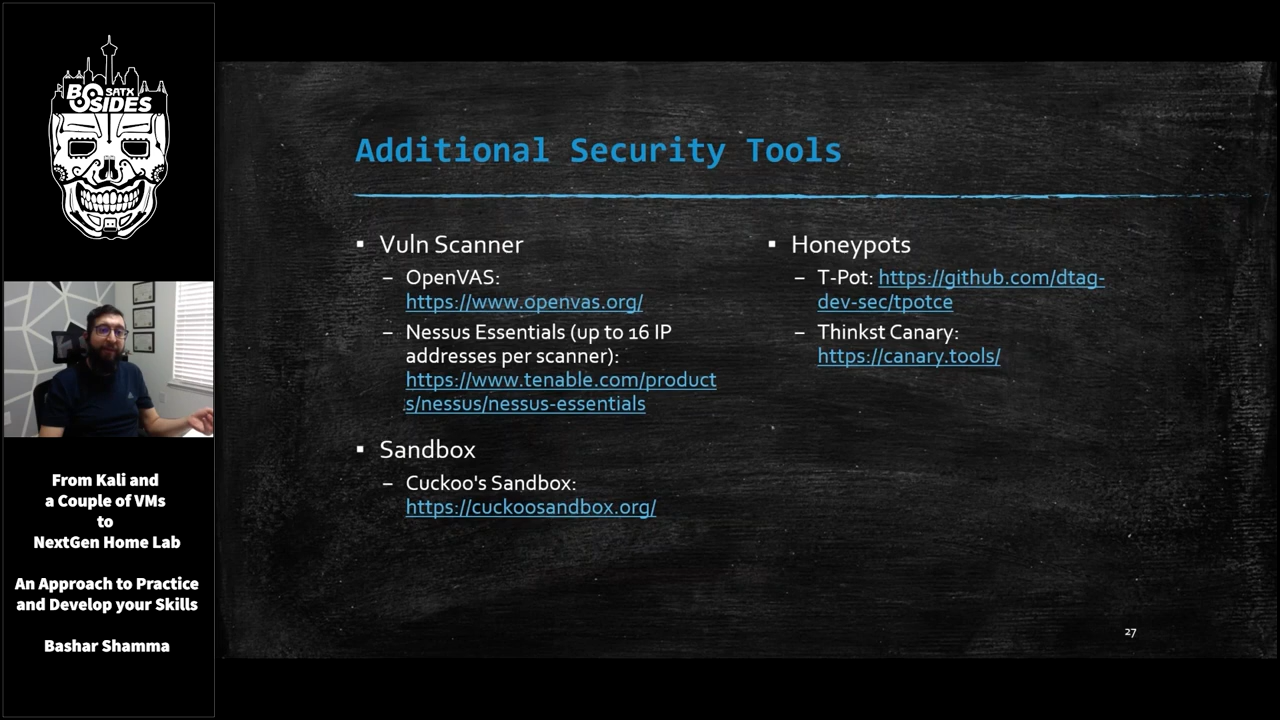 BSIDES
SATX
From Kali and
a Couple of VMs
to
NextGen Home Lab
An Approach to Practice
and Develop your Skills
Bashar Shamma
Additional Security Tools
▪ Vuln Scanner
– OpenVAS:
https://www.openvas.org/
– Nessus Essentials (up to 16 IP
addresses per scanner):
https://www.tenable.com/product
s/nessus/nessus-essentials
▪ Sandbox
– Cuckoo's Sandbox:
https://cuckoosandbox.org/
▪ Honeypots
– T-Pot: https://github.com/dtag-
dev-sec/tpotce
– Thinkst Canary:
https://canary.tools/
27